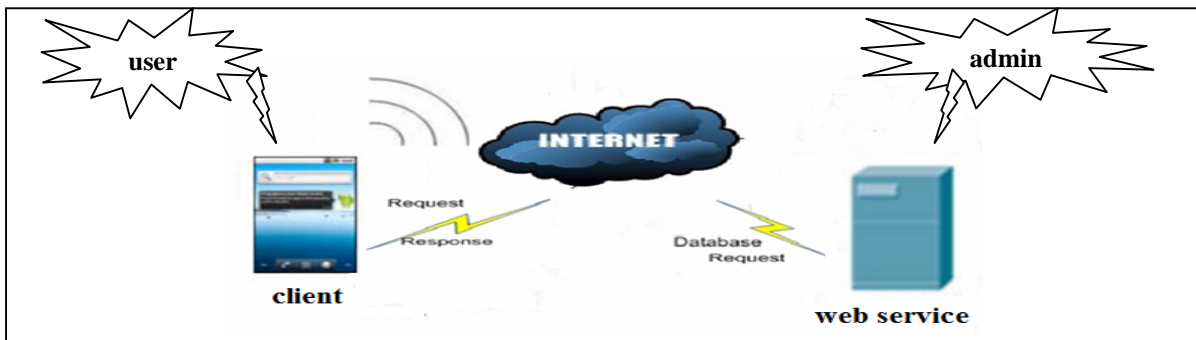 user
admin
INTERNET
Request
Response
Database
Request
client
web service